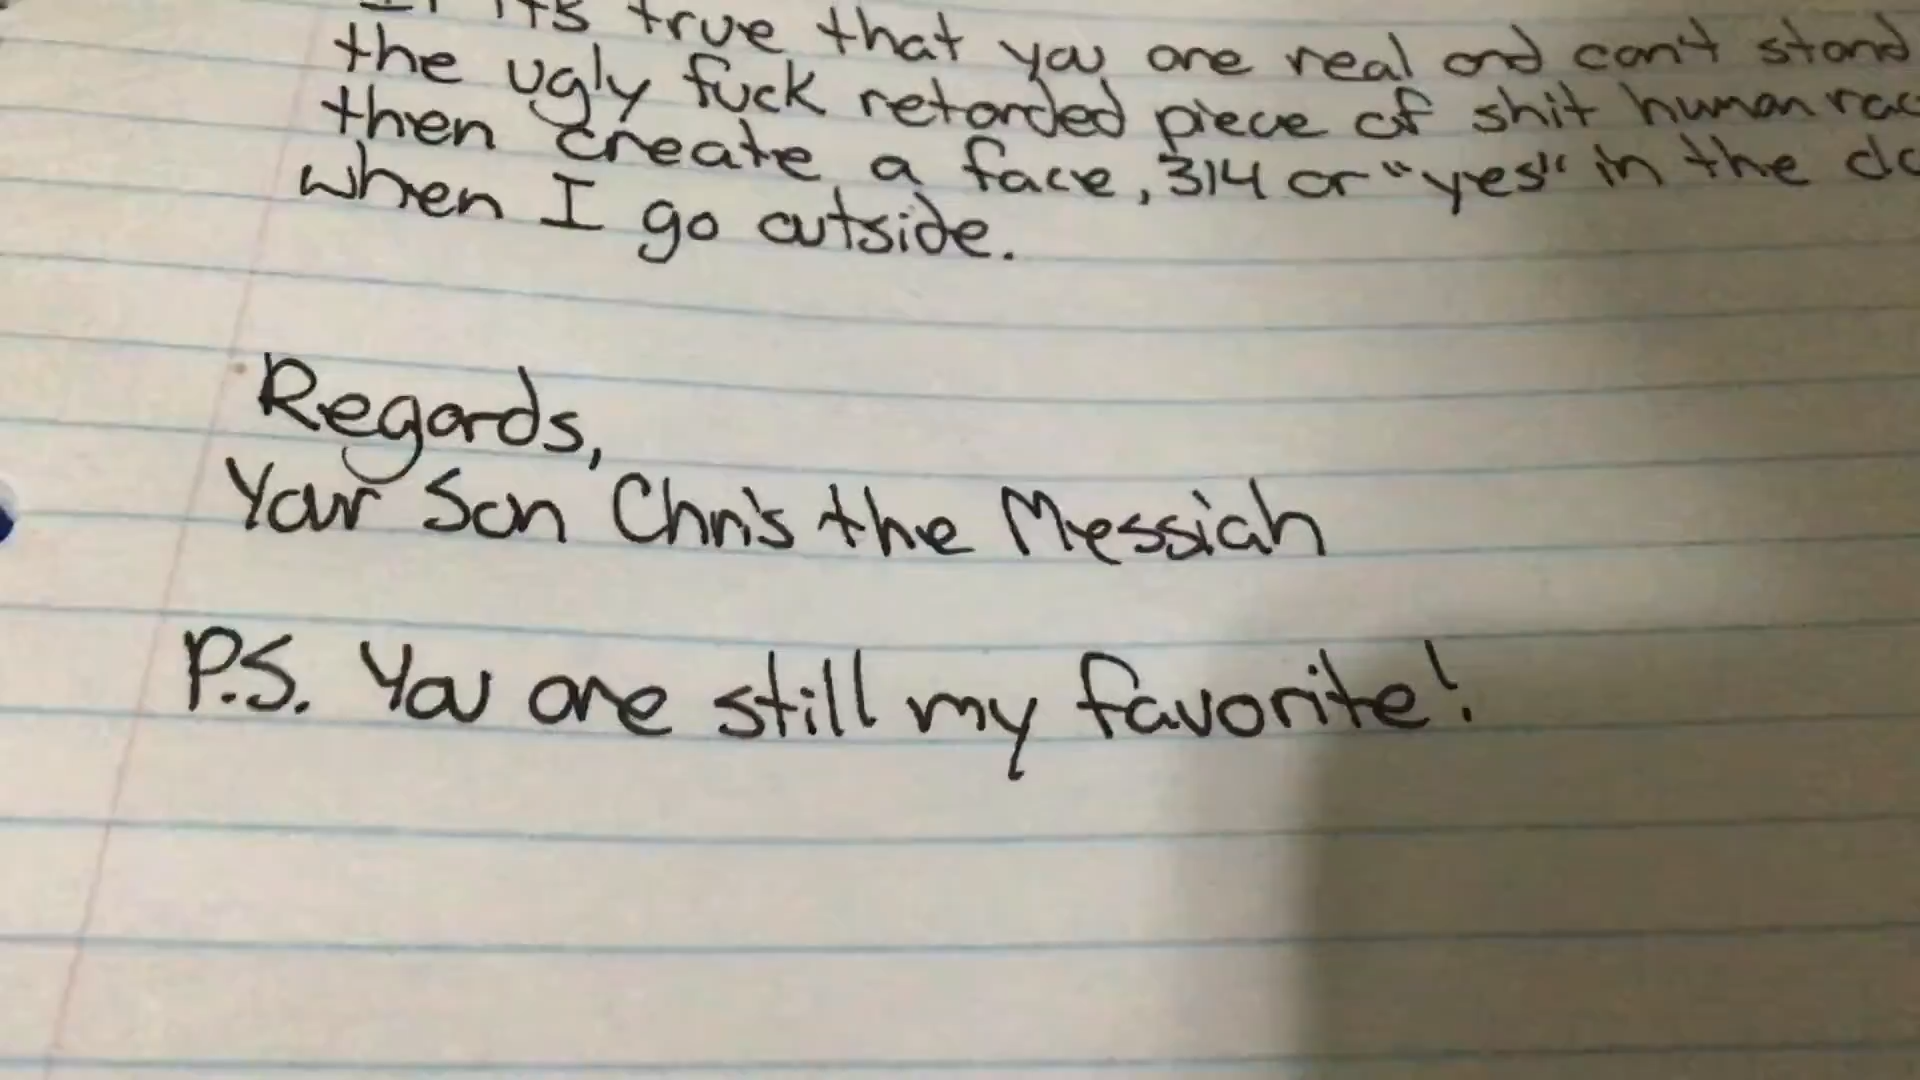 If it's true that you are real and can't stand
the ugly fuck retarded piece of shit human
then create a face, 314 or "yes" in the
when I go outside.
Regards,
Your Son Chris the Messiah
P.S. You are still my favorite!